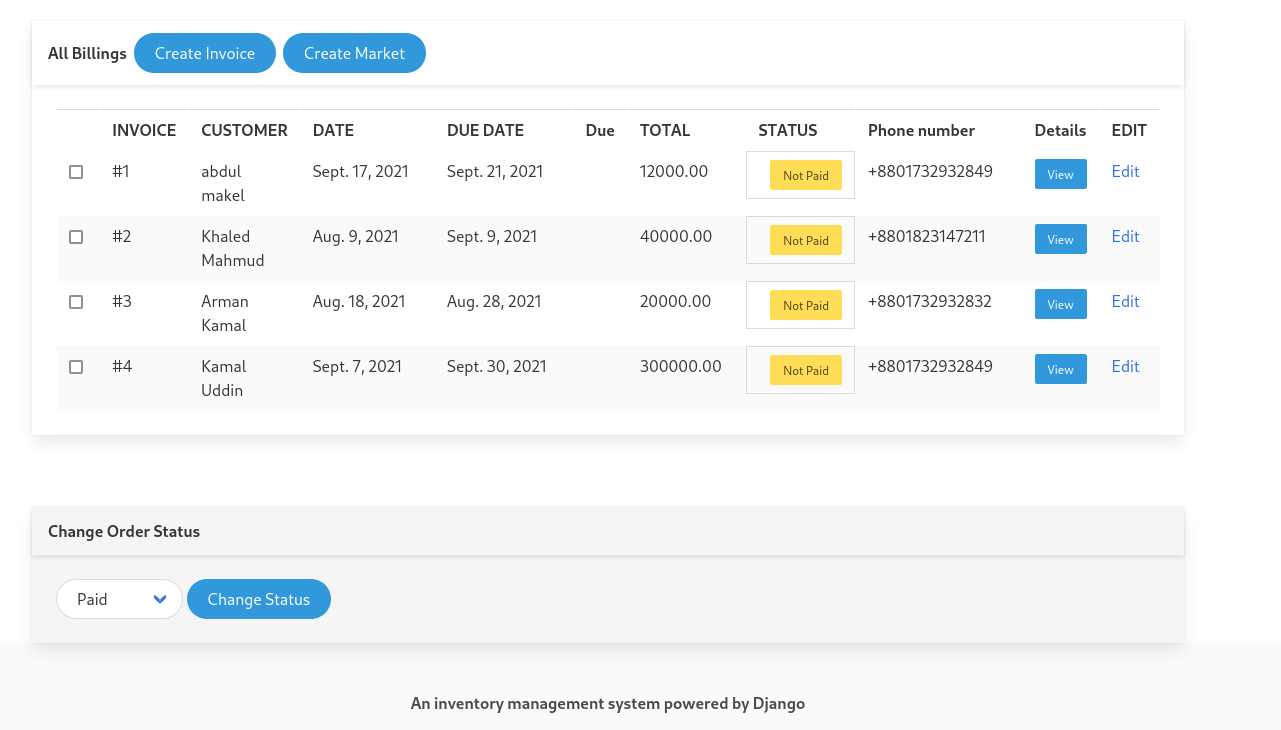 All Billings Create Invoice Create Market
INVOICE CUSTOMER DATE DUE DATE Due TOTAL STATUS Phone number Details EDIT
#1 abdul makel Sept. 17, 2021 Sept. 21, 2021 12000.00 Not Paid +8801732932849 View Edit
#2 Khaled Mahmud Aug. 9, 2021 Sept. 9, 2021 40000.00 Not Paid +8801823147211 View Edit
#3 Arman Kamal Aug. 18, 2021 Aug. 28, 2021 20000.00 Not Paid +8801732932832 View Edit
#4 Kamal Uddin Sept. 7, 2021 Sept. 30, 2021 300000.00 Not Paid +8801732932849 View Edit
Change Order Status
Paid Change Status
An inventory management system powered by Django